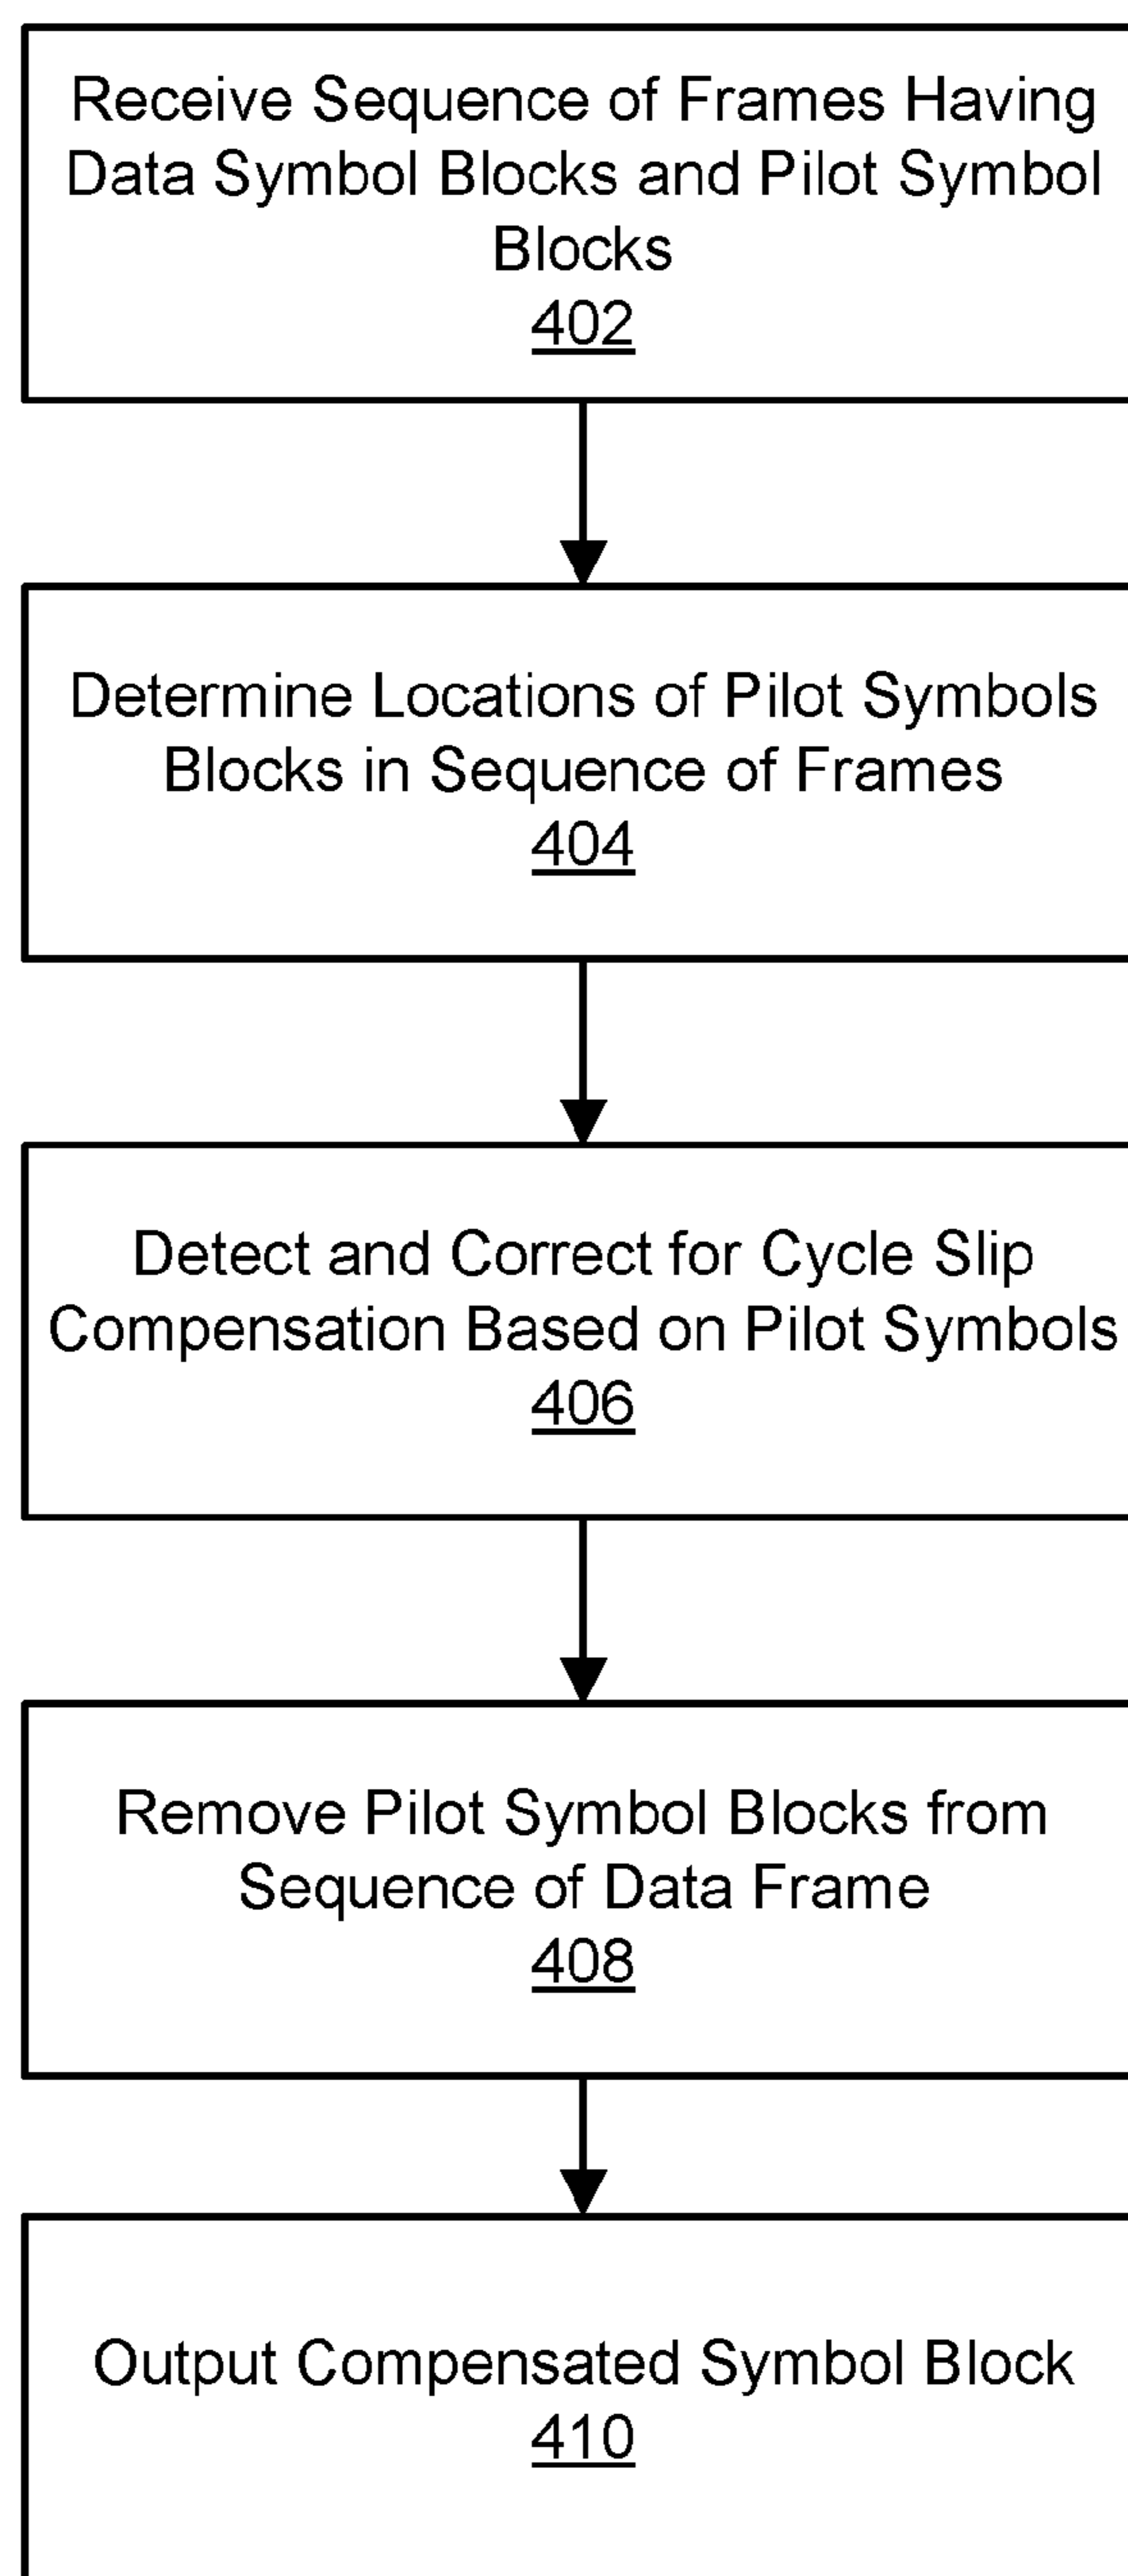 Receive Sequence of Frames Having
Data Symbol Blocks and Pilot Symbol
Blocks
402
Determine Locations of Pilot Symbols
Blocks in Sequence of Frames
404
Detect and Correct for Cycle Slip
Compensation Based on Pilot Symbols
406
Remove Pilot Symbol Blocks from
Sequence of Data Frame
408
Output Compensated Symbol Block
410